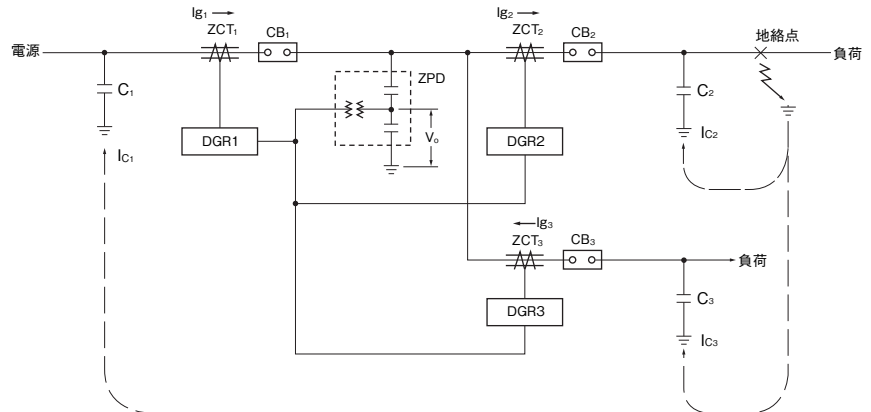 Ig₁
Ig₂
ZCT₁
CB₁
ZCT₂
CB₂
地絡点
電源
負荷
ZPD
C₁
C₂
V₀
DGR1
DGR2
Ic₁
Ic₂
Ig₃
ZCT₃
CB₃
負荷
C₃
DGR3
Ic₃